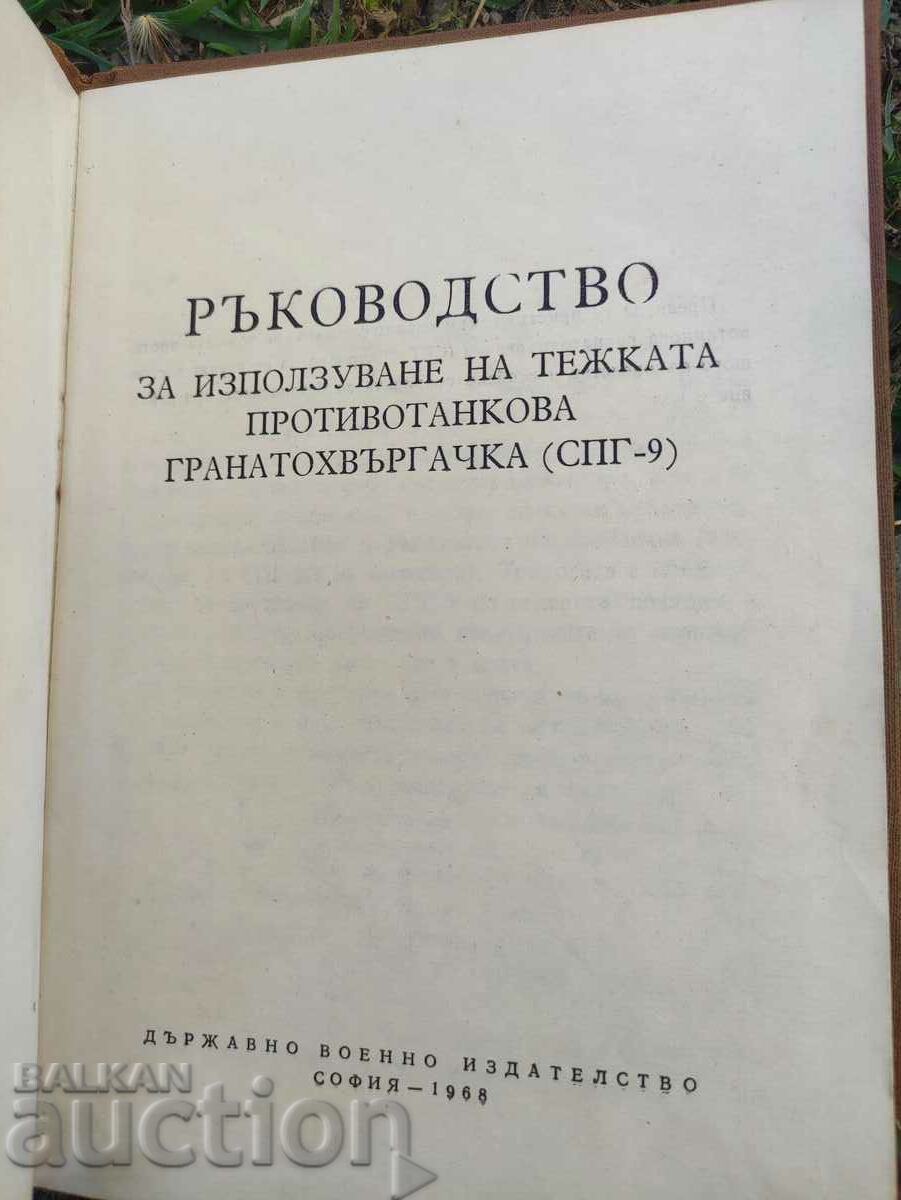 РЪКОВОДСТВО
ЗА ИЗПОЛЗУВАНЕ НА ТЕЖКАТА
ПРОТИВОТАНКОВА
ГРАНАТОХВЪРГАЧКА (СПГ-9)
ДЪРЖАВНО ВОЕННО ИЗДАТЕЛСТВО
СОФИЯ — 1968
BALKAN
auction